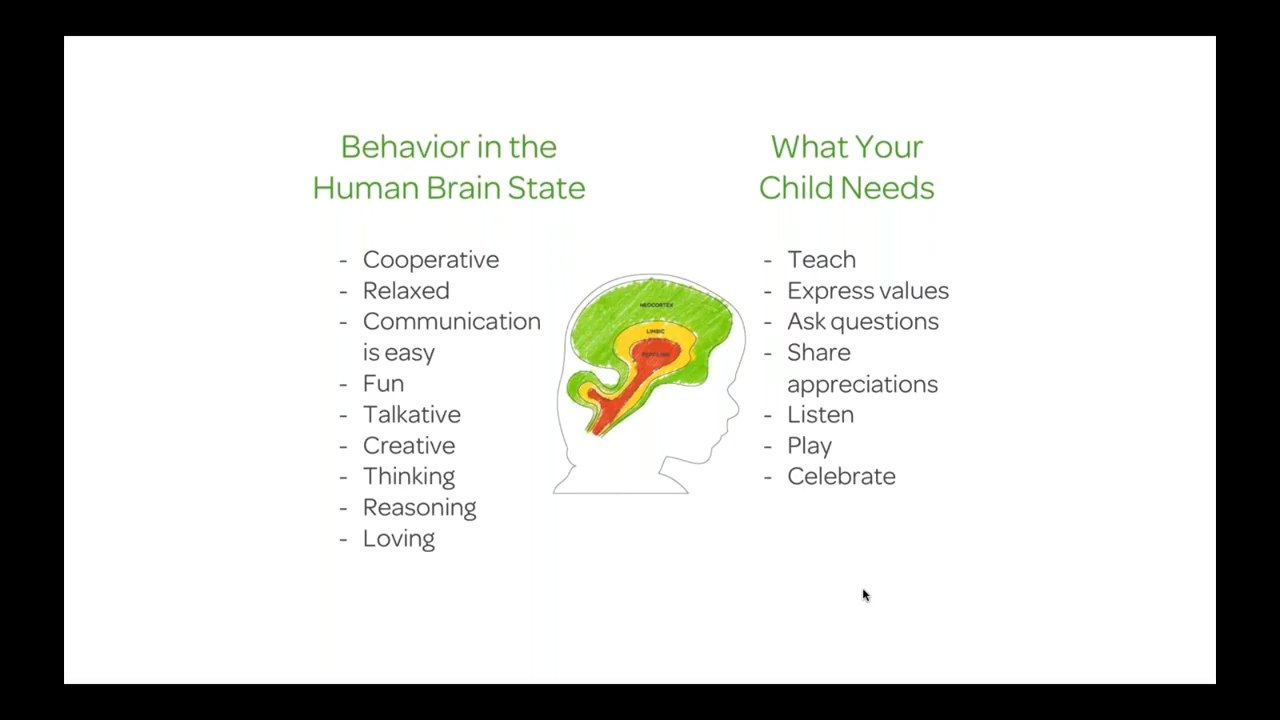 Behavior in the
Human Brain State
- Cooperative
- Relaxed
- Communication
is easy
- Fun
- Talkative
- Creative
- Thinking
- Reasoning
- Loving
NEOCORTEX
LIMBIC
What Your
Child Needs
- Teach
- Express values
- Ask questions
- Share
appreciations
- Listen
- Play
- Celebrate